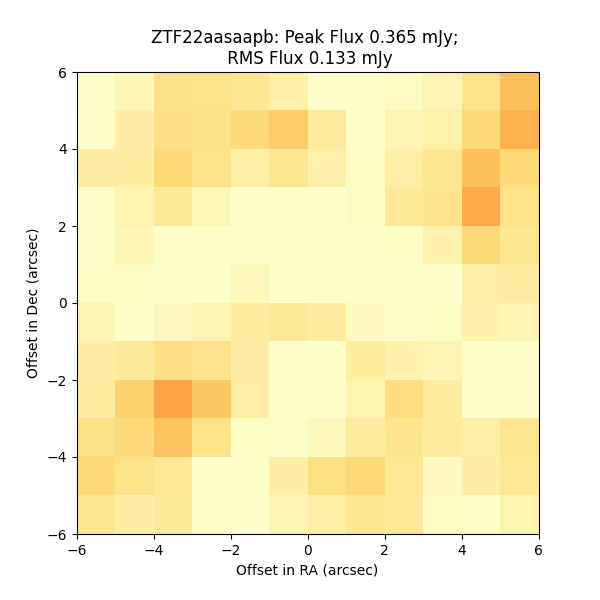 ZTF22aasaapb: Peak Flux 0.365 mJy;
RMS Flux 0.133 mJy
6
4
2
0
−2
−4
−6
Offset in Dec (arcsec)
−6 −4 −2 0 2 4 6
Offset in RA (arcsec)